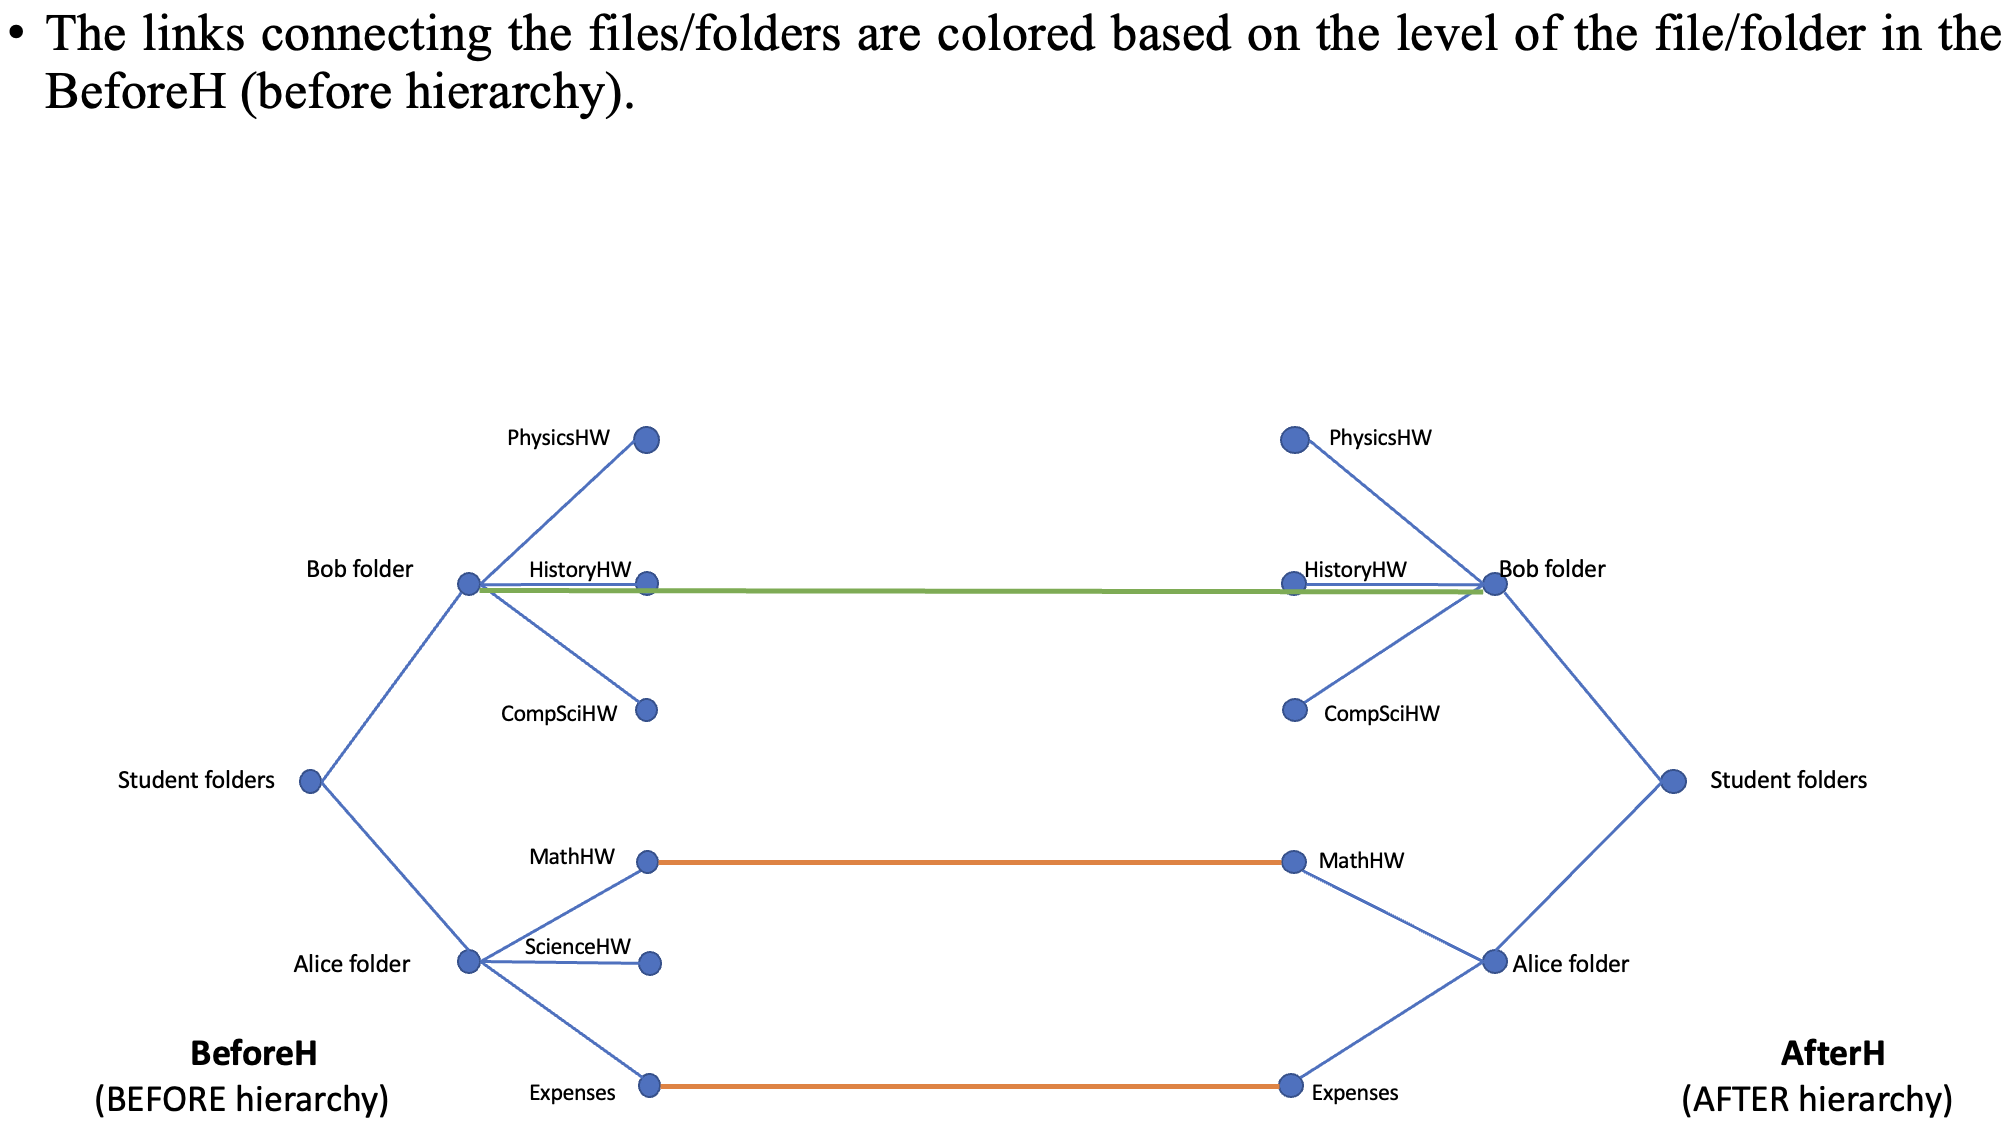 • The links connecting the files/folders are colored based on the level of the file/folder in the
BeforeH (before hierarchy).
PhysicsHW
PhysicsHW
Bob folder
HistoryHW
HistoryHW
Bob folder
CompSciHW
CompSciHW
Student folders
Student folders
MathHW
MathHW
ScienceHW
Alice folder
Alice folder
Expenses
Expenses
BeforeH
(BEFORE hierarchy)
AfterH
(AFTER hierarchy)